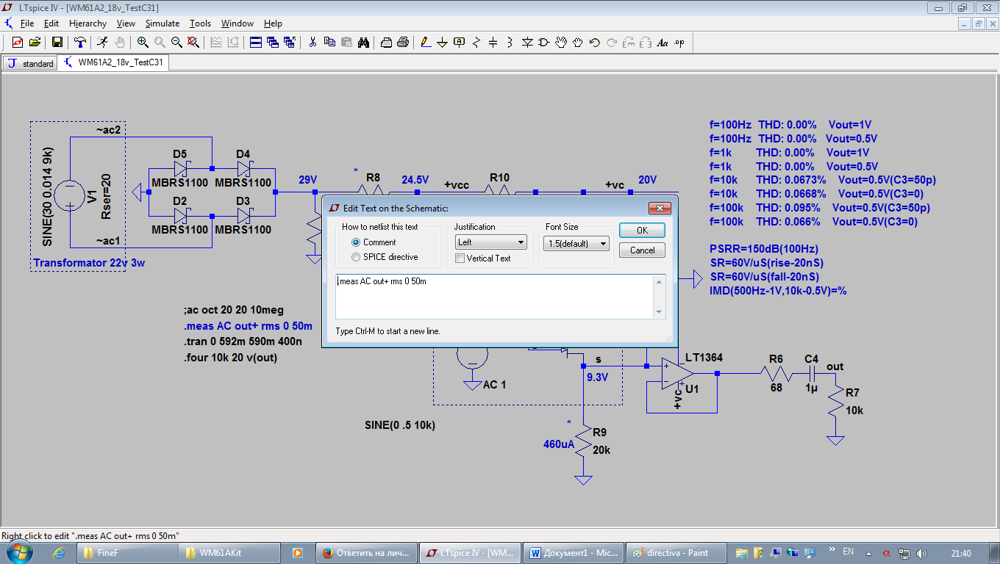 LTspice IV - [WM61A2_18v_TestC31]
File Edit Hierarchy View Simulate Tools Window Help
Aa .op
standard WM61A2_18v_TestC31
~ac2
SINE(30 0.014 9k)
V1
Rser=20
~ac1
Transformator 22v 3w
D5 D4
MBRS1100 MBRS1100
D2 D3
MBRS1100 MBRS1100
29V
*
R8
24.5V
+vcc
R10
+vc
20V
f=100Hz THD: 0.00% Vout=1V
f=100Hz THD: 0.00% Vout=0.5V
f=1k THD: 0.00% Vout=1V
f=1k THD: 0.00% Vout=0.5V
f=10k THD: 0.0673% Vout=0.5V(C3=50p)
f=10k THD: 0.0668% Vout=0.5V(C3=0)
f=100k THD: 0.095% Vout=0.5V(C3=50p)
f=100k THD: 0.066% Vout=0.5V(C3=0)
PSRR=150dB(100Hz)
SR=60V/uS(rise-20nS)
SR=60V/uS(fall-20nS)
IMD(500Hz-1V,10k-0.5V)=%
Edit Text on the Schematic:
How to netlist this text
Comment
SPICE directive
Justification
Left
Vertical Text
Font Size
1.5(default)
OK
Cancel
.meas AC out+ rms 0 50m
Type Ctrl-M to start a new line.
;ac oct 20 20 10meg
.meas AC out+ rms 0 50m
.tran 0 592m 590m 400n
.four 10k 20 v(out)
AC 1
s
9.3V
LT1364
U1
+vc
R6
68
C4
1µ
out
R7
10k
SINE(0 .5 10k)
*
460uA
R9
20k
Right click to edit ".meas AC out+ rms 0 50m"
FineF
WM61AKit
Ответить на лич...
LTspice IV - [WM...
Документ1 - Mic...
directiva - Paint
EN
21:40